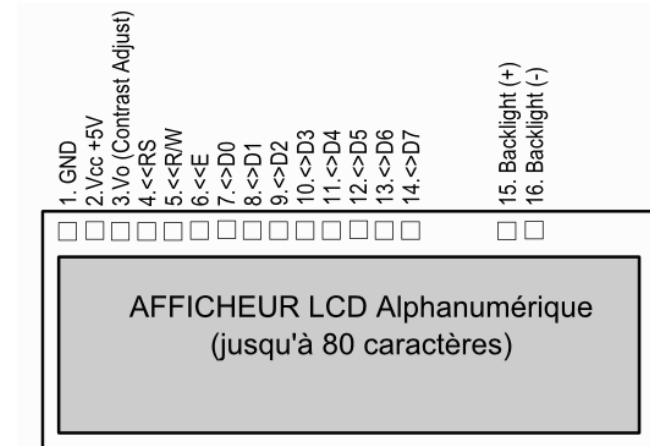 1. GND
2.Vcc +5V
3.Vo (Contrast Adjust)
4.<<RS
5.<<R/W
6.<<E
7.<>D0
8.<>D1
9.<>D2
10.<>D3
11.<>D4
12.<>D5
13.<>D6
14.<>D7
15. Backlight (+)
16. Backlight (-)
AFFICHEUR LCD Alphanumérique
(jusqu'à 80 caractères)